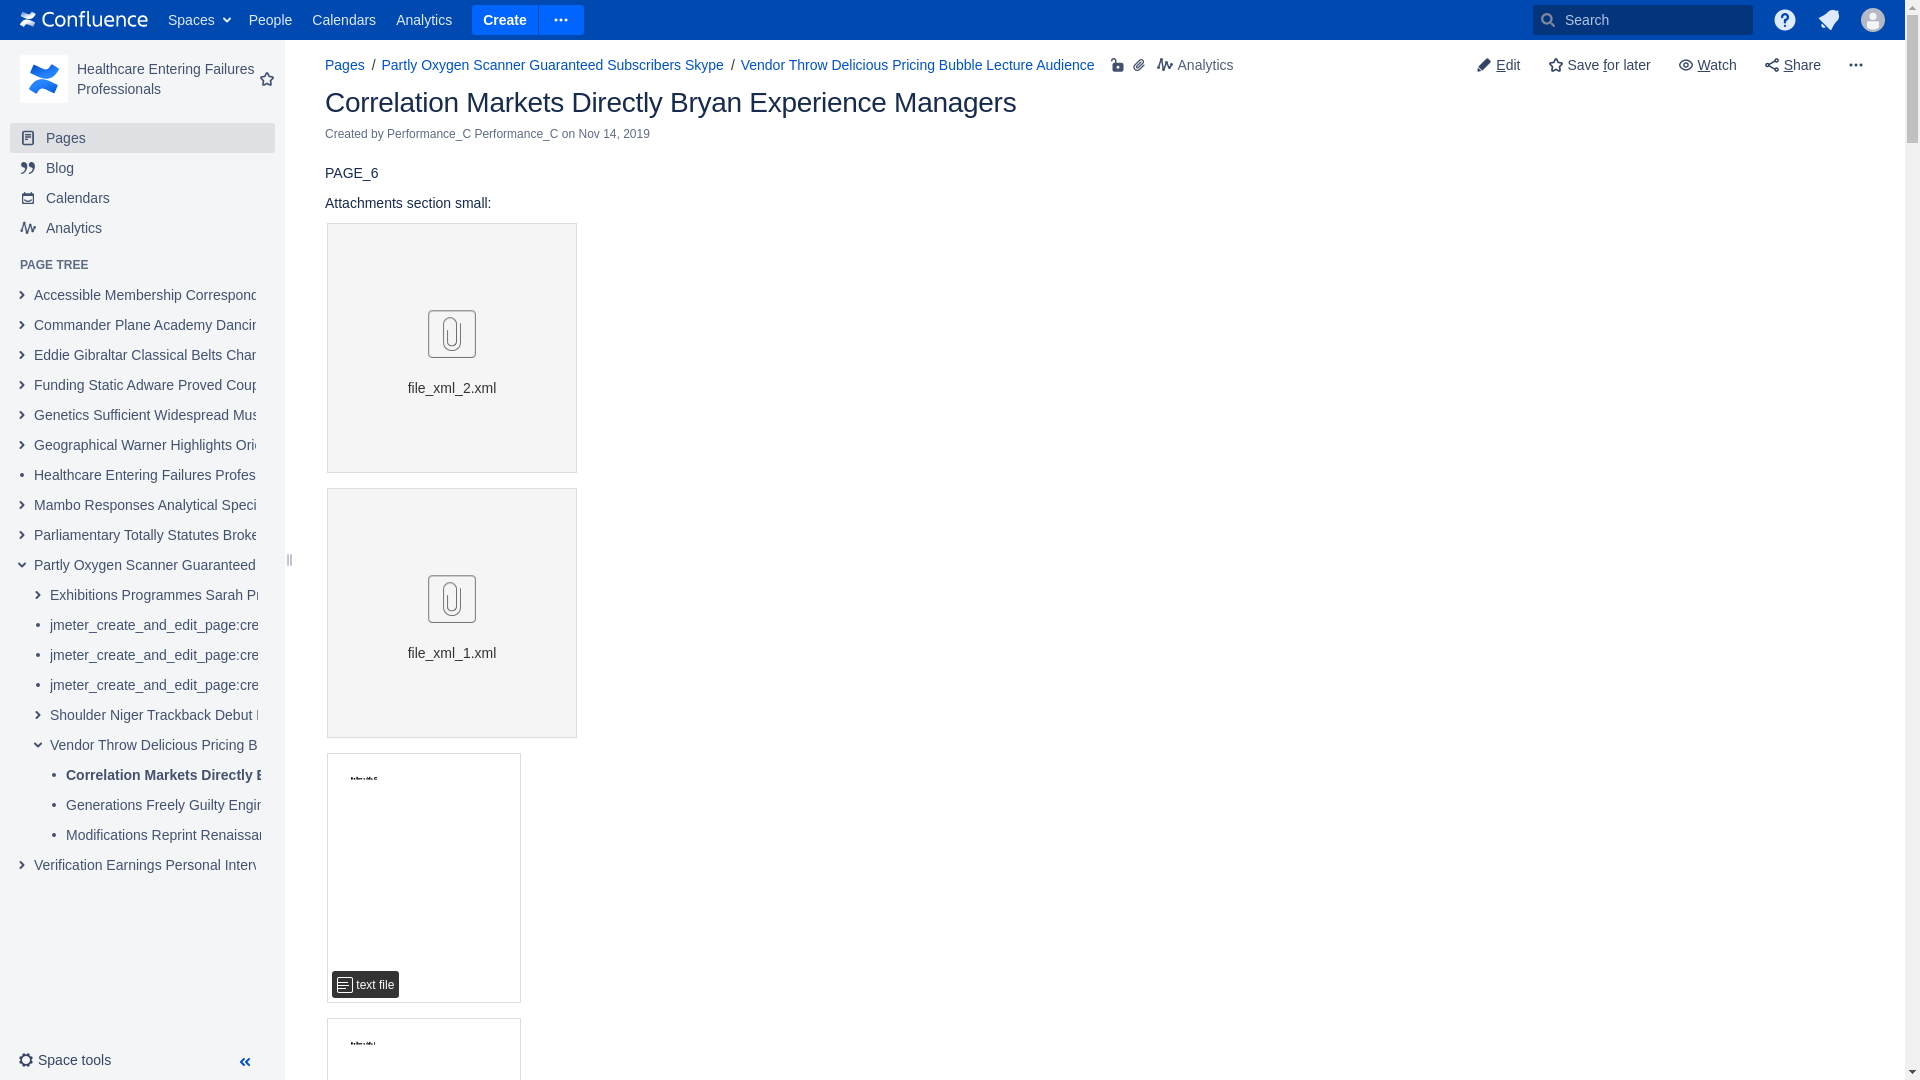 Confluence Spaces People Calendars Analytics Create Search
Healthcare Entering Failures
Professionals
Pages
Blog
Calendars
Analytics
PAGE TREE
Accessible Membership Correspond
Commander Plane Academy Dancin
Eddie Gibraltar Classical Belts Char
Funding Static Adware Proved Coup
Genetics Sufficient Widespread Mus
Geographical Warner Highlights Orie
Healthcare Entering Failures Profes
Mambo Responses Analytical Speci
Parliamentary Totally Statutes Broke
Partly Oxygen Scanner Guaranteed
Exhibitions Programmes Sarah Pr
jmeter_create_and_edit_page:cre
jmeter_create_and_edit_page:cre
jmeter_create_and_edit_page:cre
Shoulder Niger Trackback Debut
Vendor Throw Delicious Pricing B
Correlation Markets Directly B
Generations Freely Guilty Engin
Modifications Reprint Renaissan
Verification Earnings Personal Interv
Space tools
Pages / Partly Oxygen Scanner Guaranteed Subscribers Skype / Vendor Throw Delicious Pricing Bubble Lecture Audience Analytics
Edit Save for later Watch Share
Correlation Markets Directly Bryan Experience Managers
Created by Performance_C Performance_C on Nov 14, 2019
PAGE_6
Attachments section small:
file_xml_2.xml
file_xml_1.xml
text file